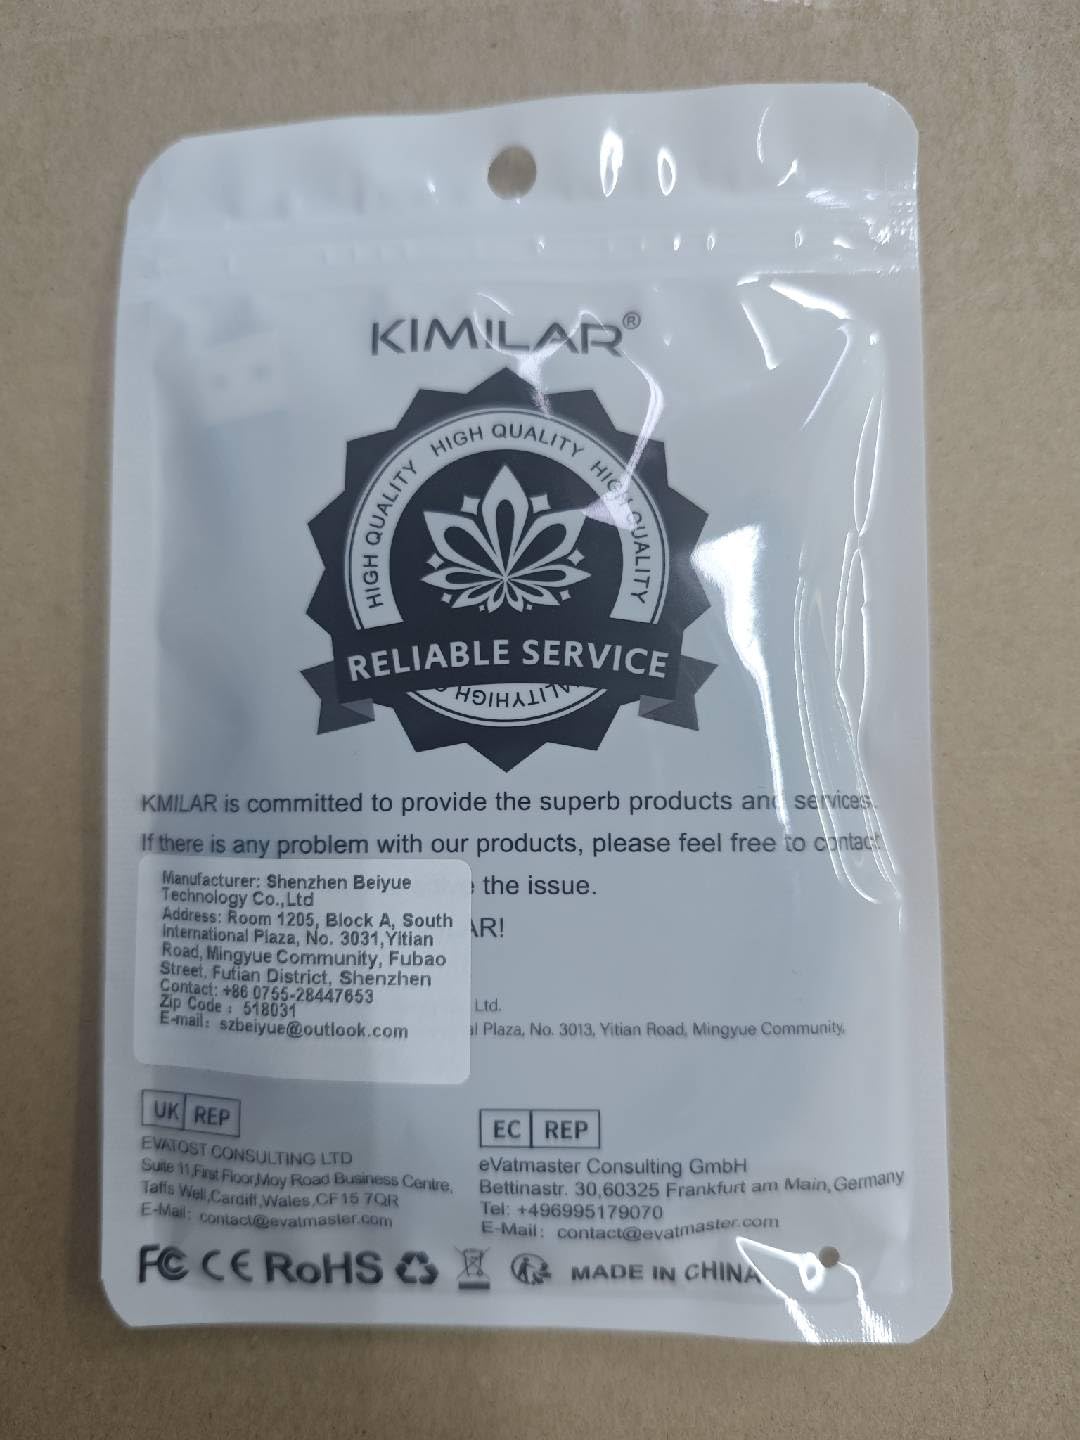 KIMILAR®
HIGH QUALITY HIGH QUALITY HIGH QUALITY
RELIABLE SERVICE
ALITYHIGH
KMILAR is committed to provide the superb products and services.
If there is any problem with our products, please feel free to contact
the issue.
AR!
Manufacturer: Shenzhen Beiyue
Technology Co.,Ltd
Address: Room 1205, Block A, South
International Plaza, No. 3031,Yitian
Road, Mingyue Community, Fubao
Street, Futian District, Shenzhen
Contact: +86 0755-28447653
Zip Code : 518031
E-mail: szbeiyue@outlook.com
Ltd.
al Plaza, No. 3013, Yitian Road, Mingyue Community,
UK REP
EVATOST CONSULTING LTD
Suite 11,First Floor,Moy Road Business Centre,
Taffs Well,Cardiff,Wales,CF15 7QR
E-Mail: contact@evatmaster.com
EC REP
eVatmaster Consulting GmbH
Bettinastr. 30,60325 Frankfurt am Main,Germany
Tel: +496995179070
E-Mail: contact@evatmaster.com
FC CE RoHS MADE IN CHINA